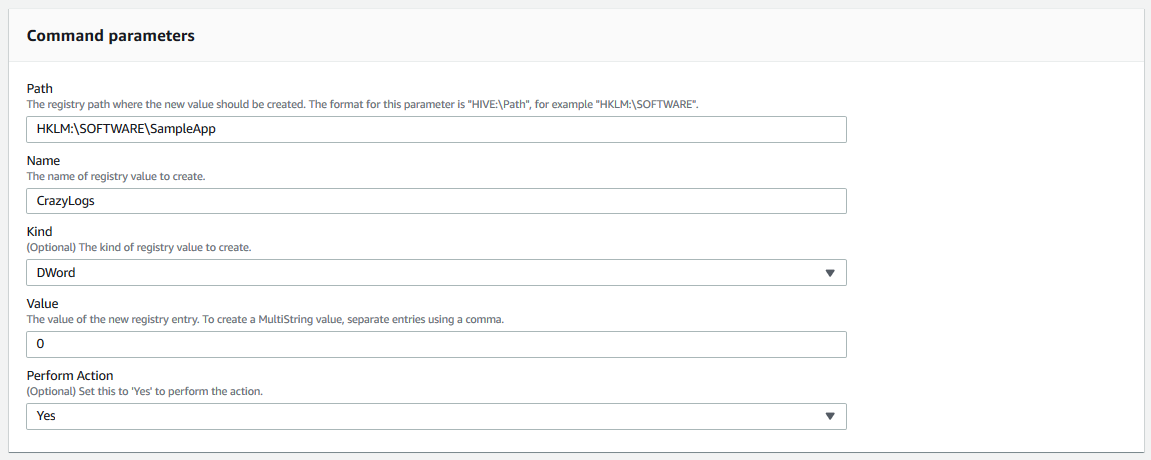 Command parameters
Path
The registry path where the new value should be created. The format for this parameter is "HIVE:\Path", for example "HKLM:\SOFTWARE".
HKLM:\SOFTWARE\SampleApp
Name
The name of registry value to create.
CrazyLogs
Kind
(Optional) The kind of registry value to create.
DWord
Value
The value of the new registry entry. To create a MultiString value, separate entries using a comma.
0
Perform Action
(Optional) Set this to 'Yes' to perform the action.
Yes